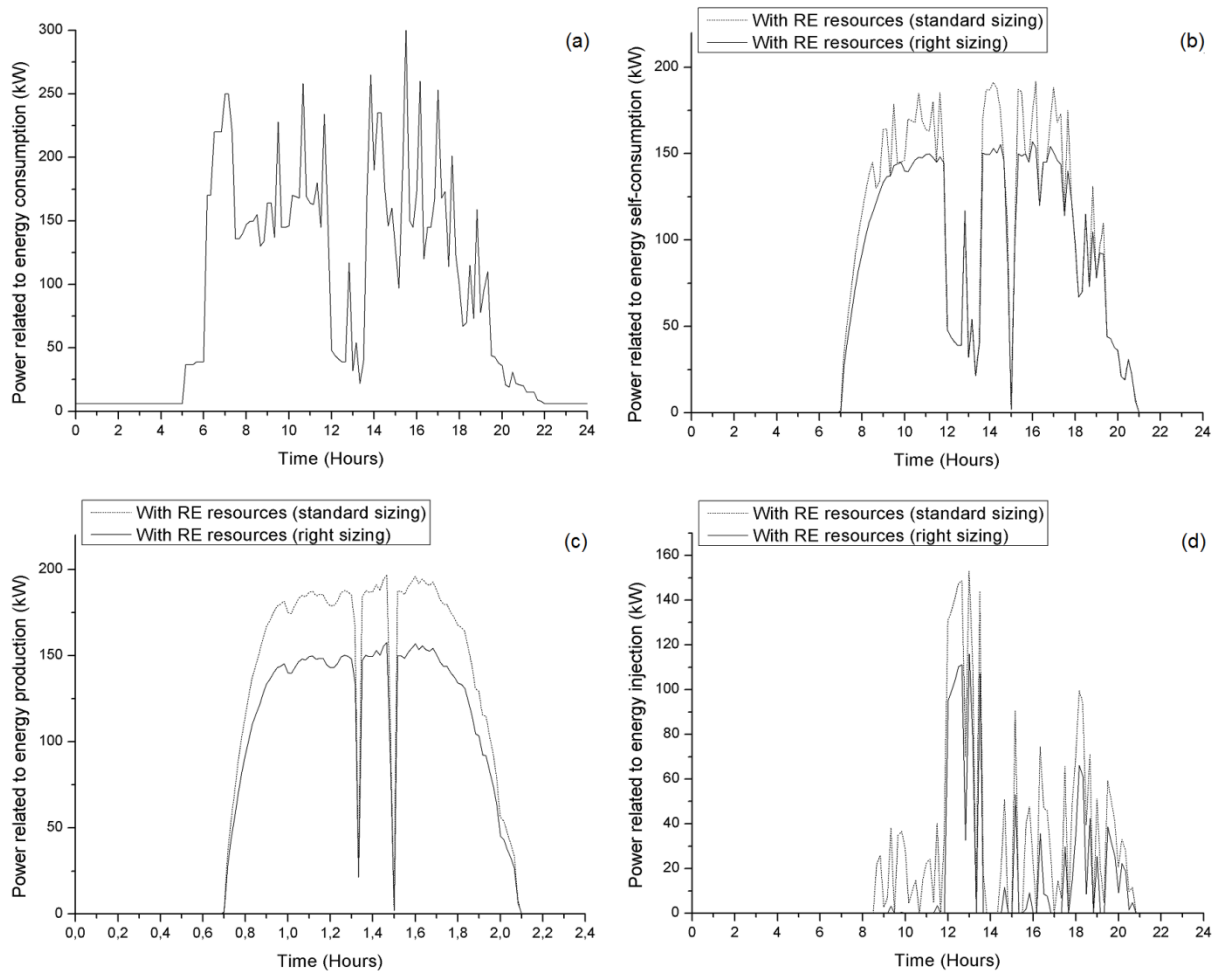 (a)
Power related to energy consumption (kW)
300
250
200
150
100
50
0
0 2 4 6 8 10 12 14 16 18 20 22 24
Time (Hours)
With RE resources (standard sizing)
With RE resources (right sizing)
(b)
Power related to energy self-consumption (kW)
200
150
100
50
0
0 2 4 6 8 10 12 14 16 18 20 22 24
Time (Hours)
With RE resources (standard sizing)
With RE resources (right sizing)
(c)
Power related to energy production (kW)
200
150
100
50
0
0,0 0,2 0,4 0,6 0,8 1,0 1,2 1,4 1,6 1,8 2,0 2,2 2,4
Time (Hours)
With RE resources (standard sizing)
With RE resources (right sizing)
(d)
Power related to energy injection (kW)
160
140
120
100
80
60
40
20
0
0 2 4 6 8 10 12 14 16 18 20 22 24
Time (Hours)